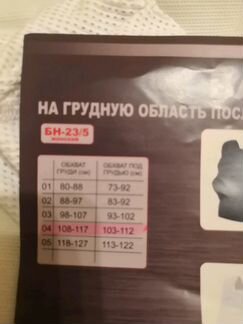 НА ГРУДНУЮ ОБЛАСТЬ ПОСЛ
БН-23/5
женский
ОБХВАТ ГРУДИ (см) ОБХВАТ ПОД ГРУДЬЮ (см)
01 80-88 73-92
02 88-97 83-92
03 98-107 93-102
04 108-117 103-112
05 118-127 113-122